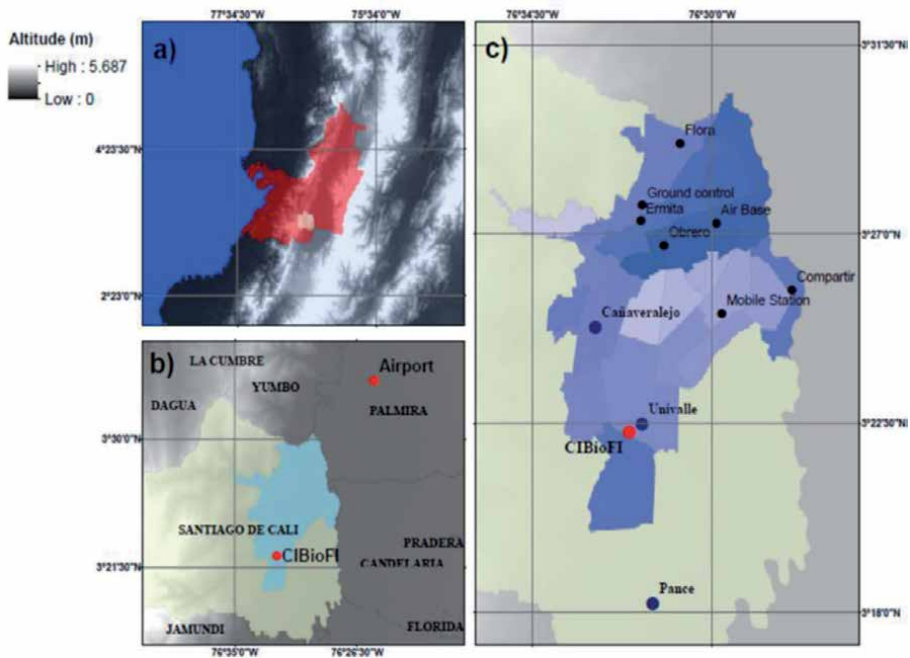 77°34'30"W
75°34'0"W
Altitude (m)
High : 5.687
Low : 0
a)
4°23'30"N
2°23'0"N
b)
LA CUMBRE
YUMBO
Airport
DAGUA
PALMIRA
3°30'0"N
SANTIAGO DE CALI
CIBioFI
PRADERA
CANDELARIA
3°21'30"N
JAMUNDI
FLORIDA
76°35'0"W
76°26'30"W
76°34'30"W
76°30'0"W
c)
3°31'30"N
Flora
Ground control
Ermita
Air Base
Obrero
3°27'0"N
Compartir
Mobile Station
Cañaveralejo
Univalle
3°22'30"N
CIBioFI
Pance
3°18'0"N